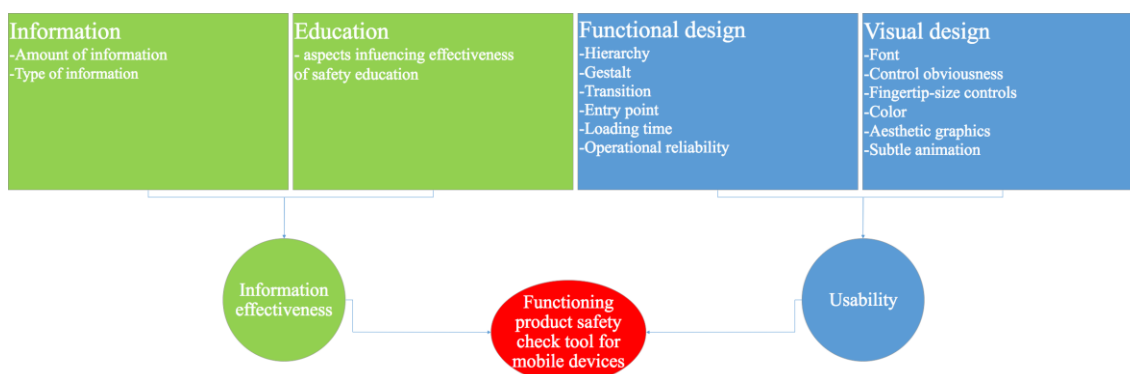 Information
-Amount of information
-Type of information
Education
- aspects influencing effectiveness
of safety education
Functional design
-Hierarchy
-Gestalt
-Transition
-Entry point
-Loading time
-Operational reliability
Visual design
-Font
-Control obviousness
-Fingertip-size controls
-Color
-Aesthetic graphics
-Subtle animation
Information
effectiveness
Functioning
product safety
check tool for
mobile devices
Usability